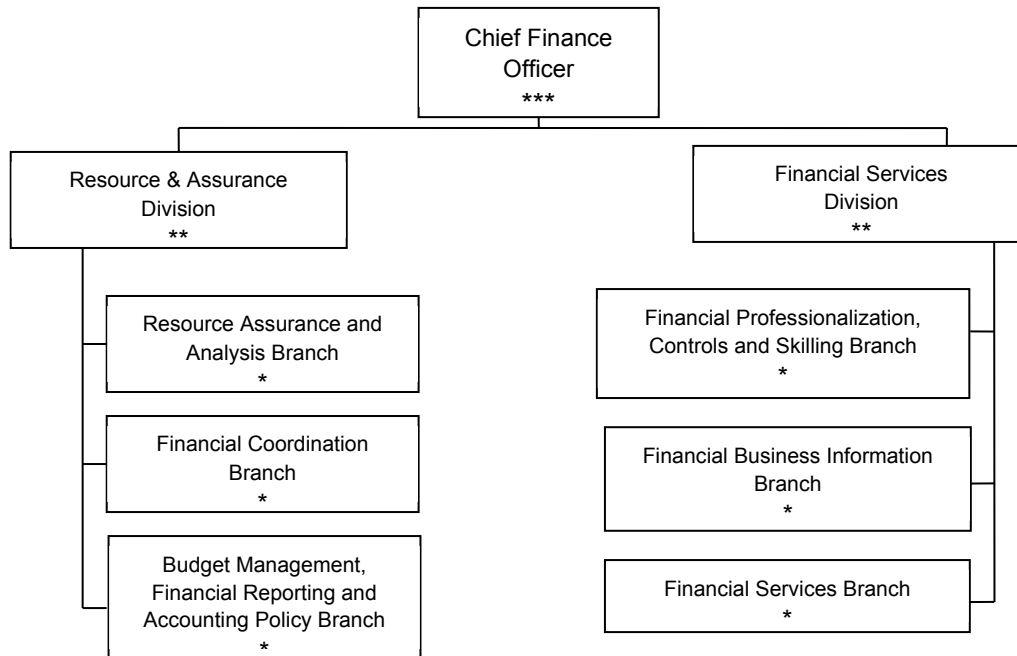 Chief Finance
Officer
***
Resource & Assurance
Division
**
Financial Services
Division
**
Resource Assurance and
Analysis Branch
*
Financial Coordination
Branch
*
Budget Management,
Financial Reporting and
Accounting Policy Branch
*
Financial Professionalization,
Controls and Skilling Branch
*
Financial Business Information
Branch
*
Financial Services Branch
*